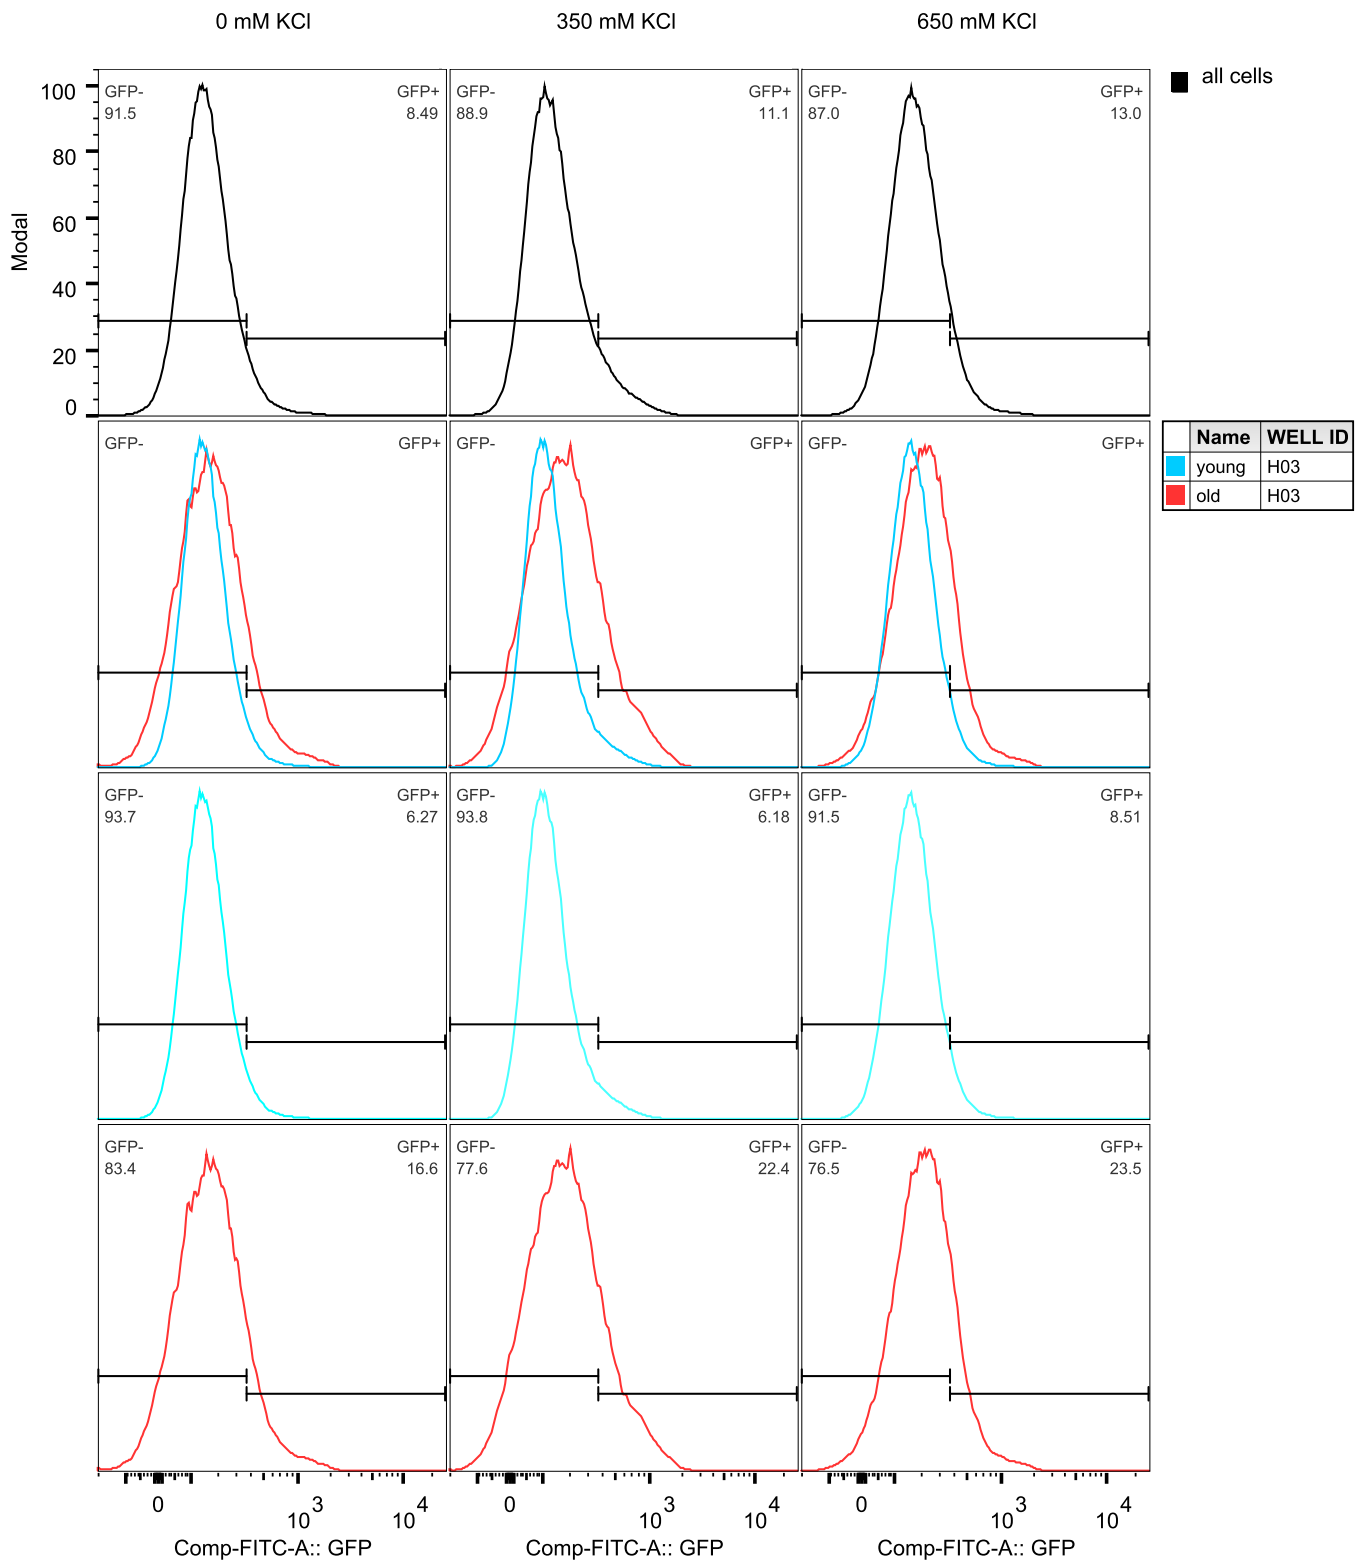 0 mM KCl 350 mM KCl 650 mM KCl
all cells
Modal
100
80
60
40
20
0
GFP- GFP+ GFP- GFP+ GFP- GFP+
91.5 8.49 88.9 11.1 87.0 13.0
Name WELL ID
young H03
old H03
GFP- GFP+ GFP- GFP+ GFP- GFP+
GFP- GFP+ GFP- GFP+ GFP- GFP+
93.7 6.27 93.8 6.18 91.5 8.51
GFP- GFP+ GFP- GFP+ GFP- GFP+
83.4 16.6 77.6 22.4 76.5 23.5
0 10^3 10^4 0 10^3 10^4 0 10^3 10^4
Comp-FITC-A:: GFP Comp-FITC-A:: GFP Comp-FITC-A:: GFP